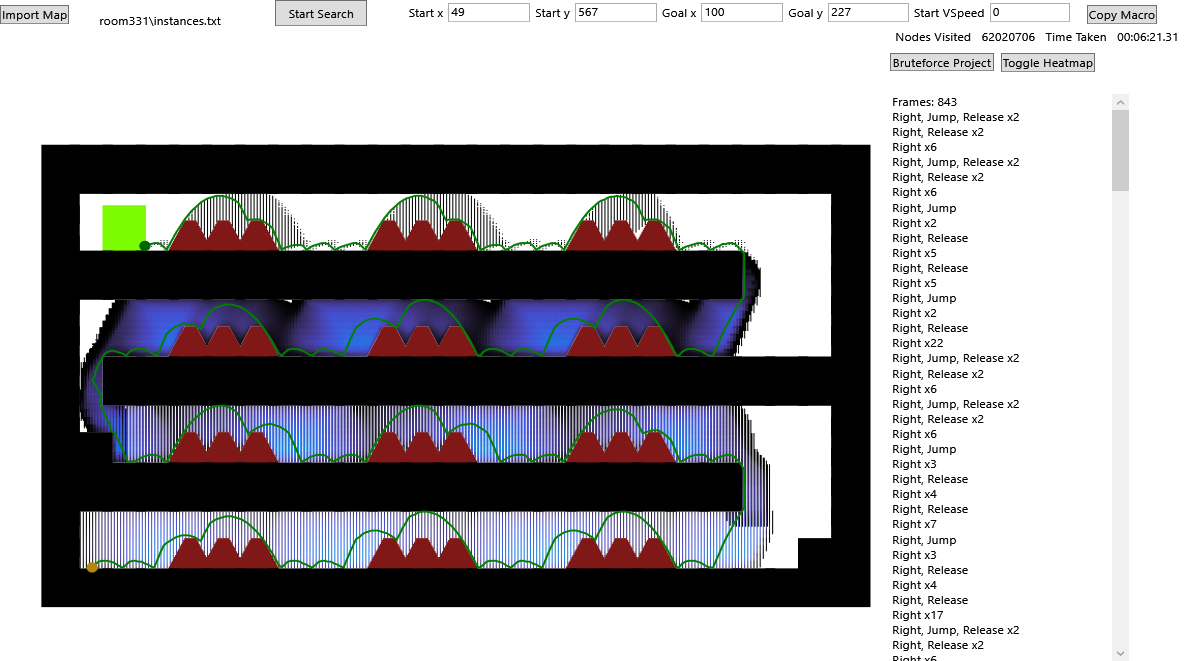 Import Map room331\instances.txt Start Search Start x 49 Start y 567 Goal x 100 Goal y 227 Start VSpeed 0 Copy Macro
Nodes Visited 62020706 Time Taken 00:06:21.31
Bruteforce Project Toggle Heatmap
Frames: 843
Right, Jump, Release x2
Right, Release x2
Right x6
Right, Jump, Release x2
Right, Release x2
Right x6
Right, Jump
Right x2
Right, Release
Right x5
Right, Release
Right x5
Right, Jump
Right x2
Right, Release
Right x22
Right, Jump, Release x2
Right, Release x2
Right x6
Right, Jump, Release x2
Right, Release x2
Right x6
Right, Jump
Right x3
Right, Release
Right x4
Right, Release
Right x7
Right, Jump
Right x3
Right, Release
Right x4
Right, Release
Right x17
Right, Jump, Release x2
Right, Release x2
Right x6